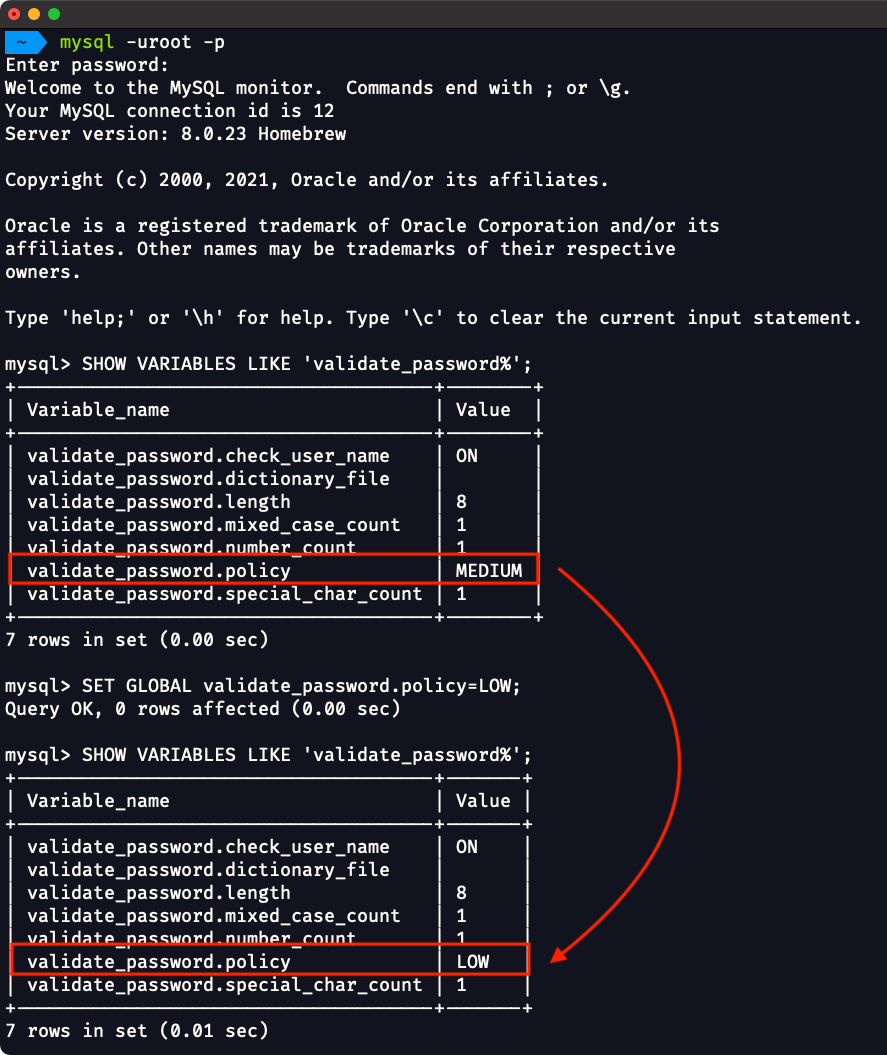 ~ mysql -uroot -p
Enter password:
Welcome to the MySQL monitor.  Commands end with ; or \g.
Your MySQL connection id is 12
Server version: 8.0.23 Homebrew
Copyright (c) 2000, 2021, Oracle and/or its affiliates.
Oracle is a registered trademark of Oracle Corporation and/or its
affiliates. Other names may be trademarks of their respective
owners.
Type 'help;' or '\h' for help. Type '\c' to clear the current input statement.
mysql> SHOW VARIABLES LIKE 'validate_password%';
+--------------------------------------+--------+
| Variable_name                        | Value  |
+--------------------------------------+--------+
| validate_password.check_user_name    | ON     |
| validate_password.dictionary_file    |        |
| validate_password.length             | 8      |
| validate_password.mixed_case_count   | 1      |
| validate_password.number_count       | 1      |
| validate_password.policy             | MEDIUM |
| validate_password.special_char_count | 1      |
+--------------------------------------+--------+
7 rows in set (0.00 sec)
mysql> SET GLOBAL validate_password.policy=LOW;
Query OK, 0 rows affected (0.00 sec)
mysql> SHOW VARIABLES LIKE 'validate_password%';
+--------------------------------------+-------+
| Variable_name                        | Value |
+--------------------------------------+-------+
| validate_password.check_user_name    | ON    |
| validate_password.dictionary_file    |       |
| validate_password.length             | 8     |
| validate_password.mixed_case_count   | 1     |
| validate_password.number_count       | 1     |
| validate_password.policy             | LOW   |
| validate_password.special_char_count | 1     |
+--------------------------------------+-------+
7 rows in set (0.01 sec)